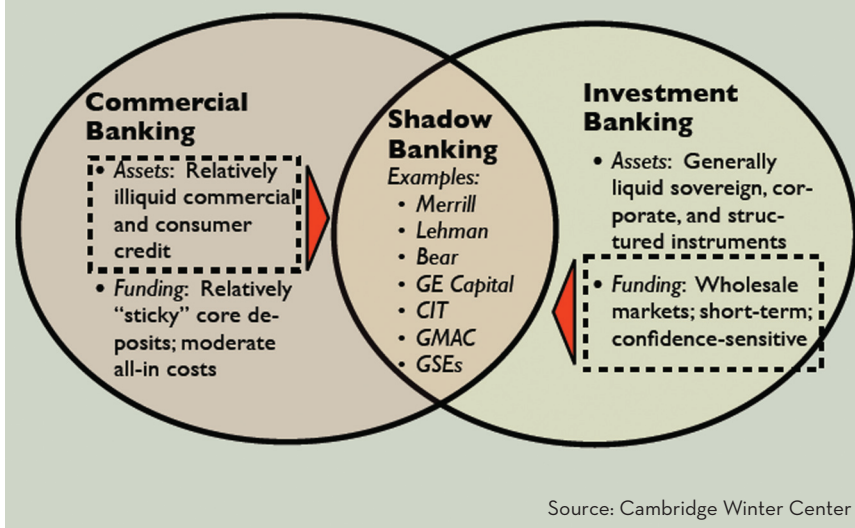 Commercial
Banking
• Assets: Relatively
illiquid commercial
and consumer
credit
• Funding: Relatively
“sticky” core de-
posits; moderate
all-in costs
Shadow
Banking
Examples:
• Merrill
• Lehman
• Bear
• GE Capital
• CIT
• GMAC
• GSEs
Investment
Banking
• Assets: Generally
liquid sovereign, cor-
porate, and struc-
tured instruments
• Funding: Wholesale
markets; short-term;
confidence-sensitive
Source: Cambridge Winter Center